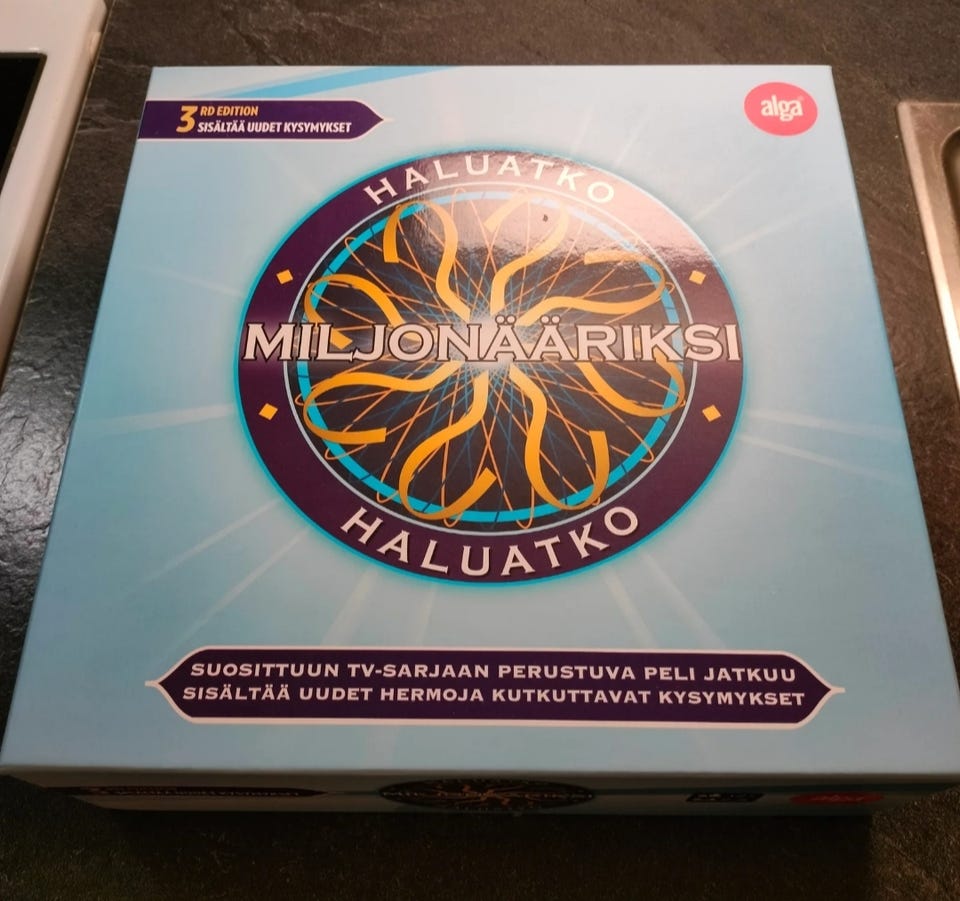 3 RD EDITION
SISÄLTÄÄ UUDET KYSYMYKSET
alga
HALUATKO
MILJONÄÄRIKSI
HALUATKO
SUOSITTUUN TV-SARJAAN PERUSTUVA PELI JATKUU
SISÄLTÄÄ UUDET HERMOJA KUTKUTTAVAT KYSYMYKSET